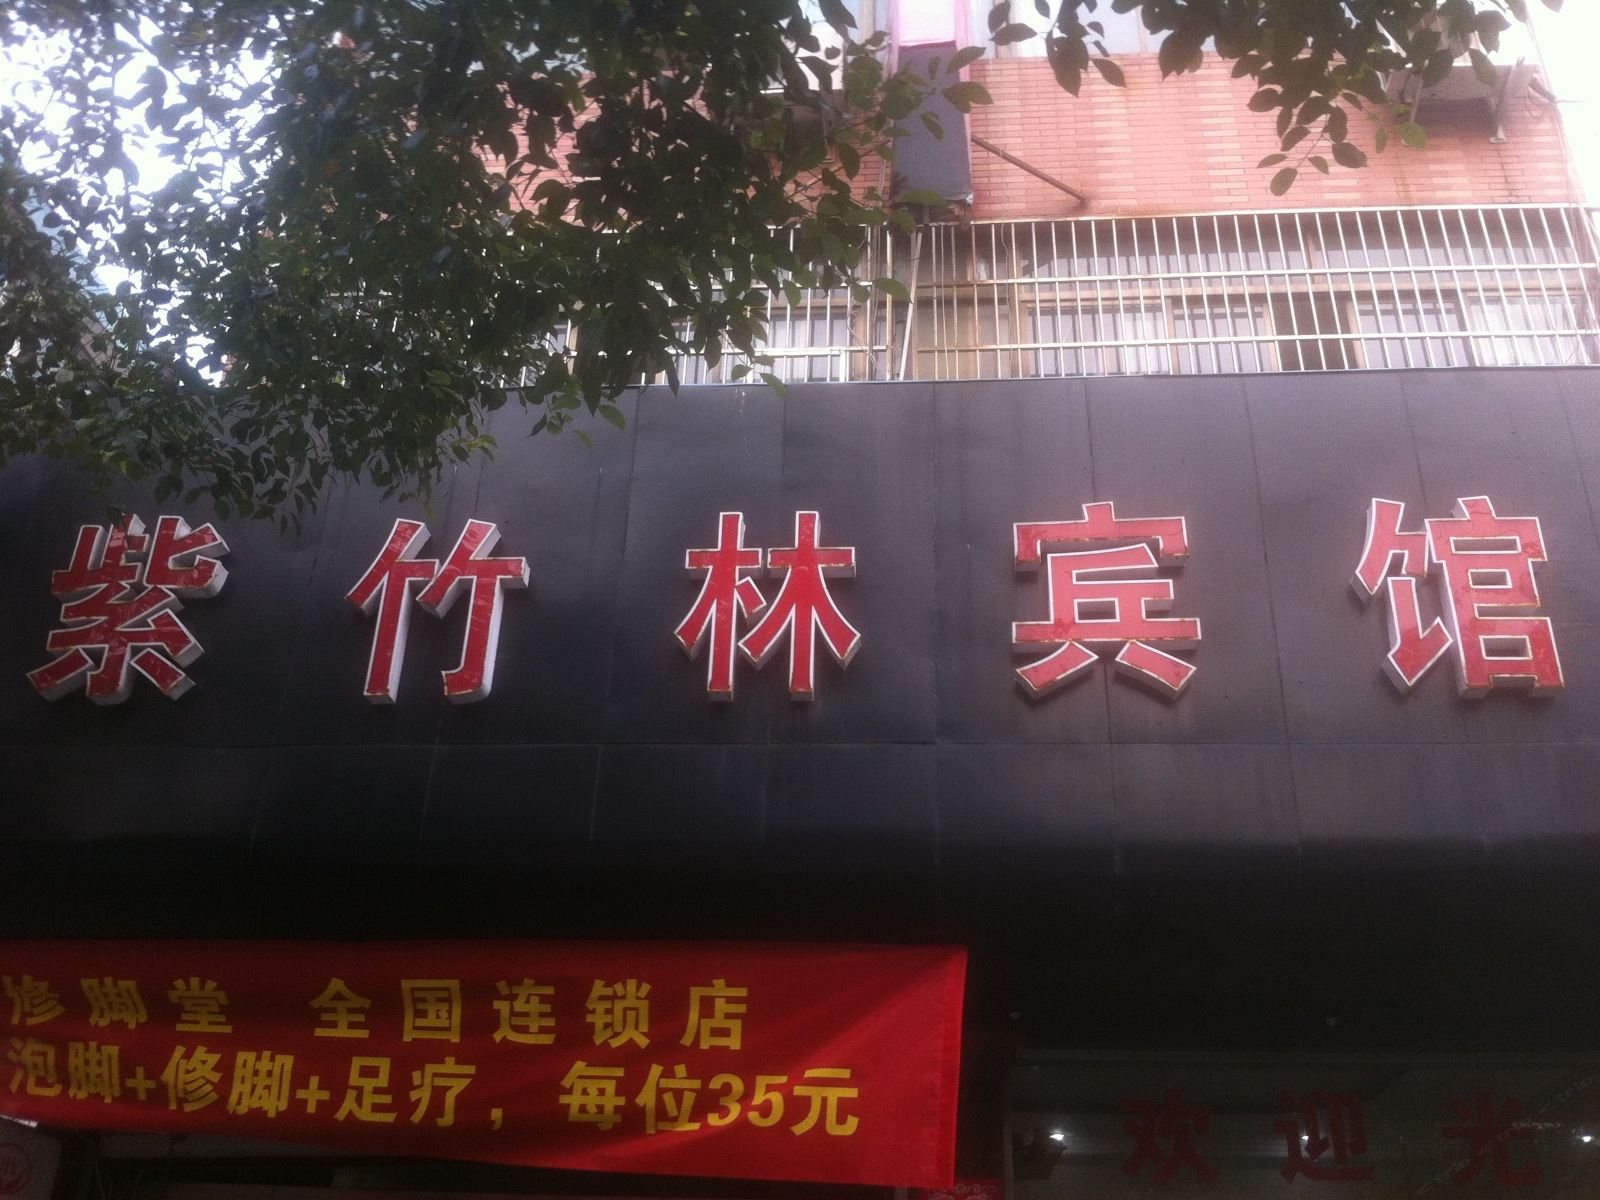 紫竹林宾馆
修脚堂 全国连锁店
泡脚+修脚+足疗，每位35元
欢迎光